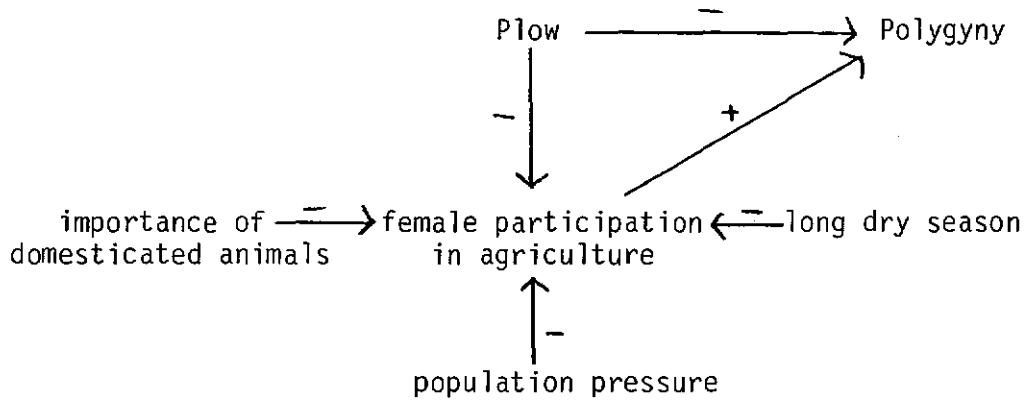 −
Plow Polygyny
+
−
− −
importance of female participation long dry season
domesticated animals in agriculture
−
population pressure